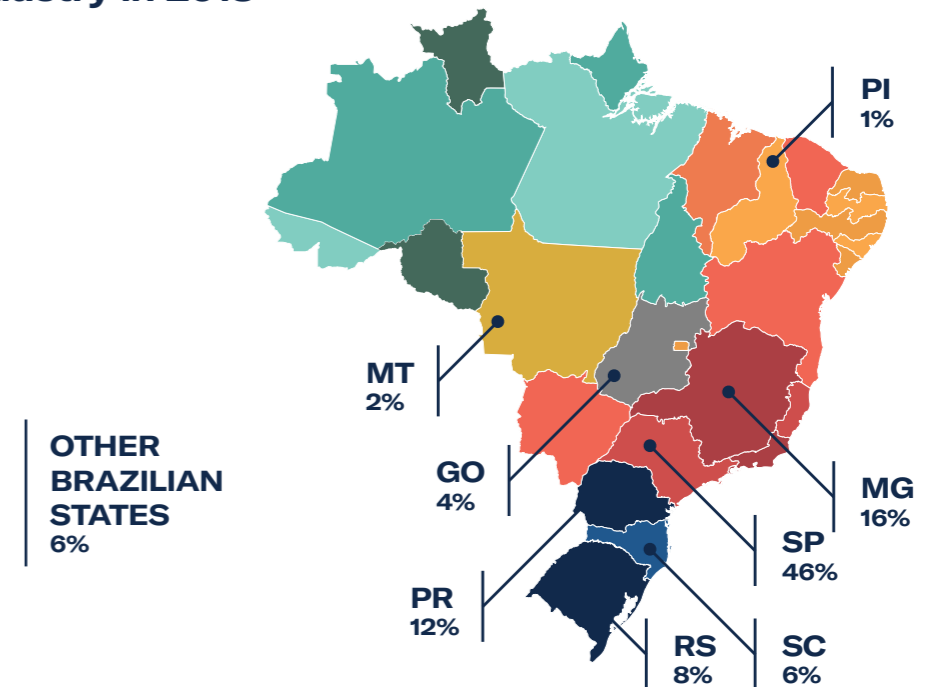 PI
1%
MT
2%
OTHER
BRAZILIAN
STATES
6%
GO
4%
MG
16%
SP
46%
PR
12%
RS
8%
SC
6%